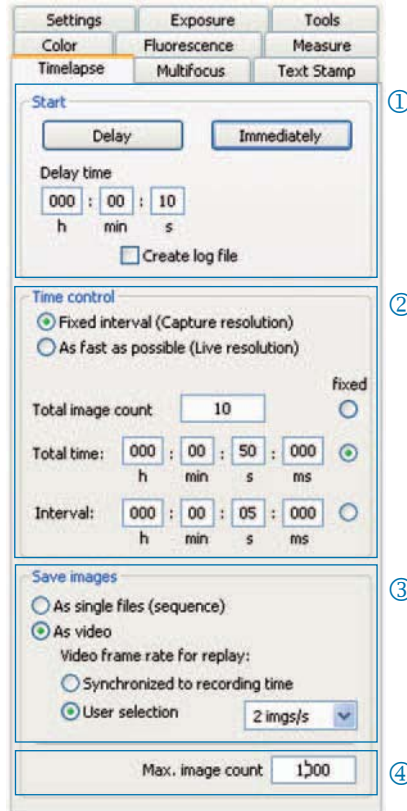 Settings Exposure Tools
Color Fluorescence Measure
Timelapse Multifocus Text Stamp
Start
①
Delay Immediately
Delay time
000 : 00 : 10
h min s
Create log file
Time control
②
Fixed interval (Capture resolution)
As fast as possible (Live resolution)
fixed
Total image count 10
Total time: 000 : 00 : 50 : 000
h min s ms
Interval: 000 : 00 : 05 : 000
h min s ms
Save images
③
As single files (sequence)
As video
Video frame rate for replay:
Synchronized to recording time
User selection 2 imgs/s
Max. image count 1000
④